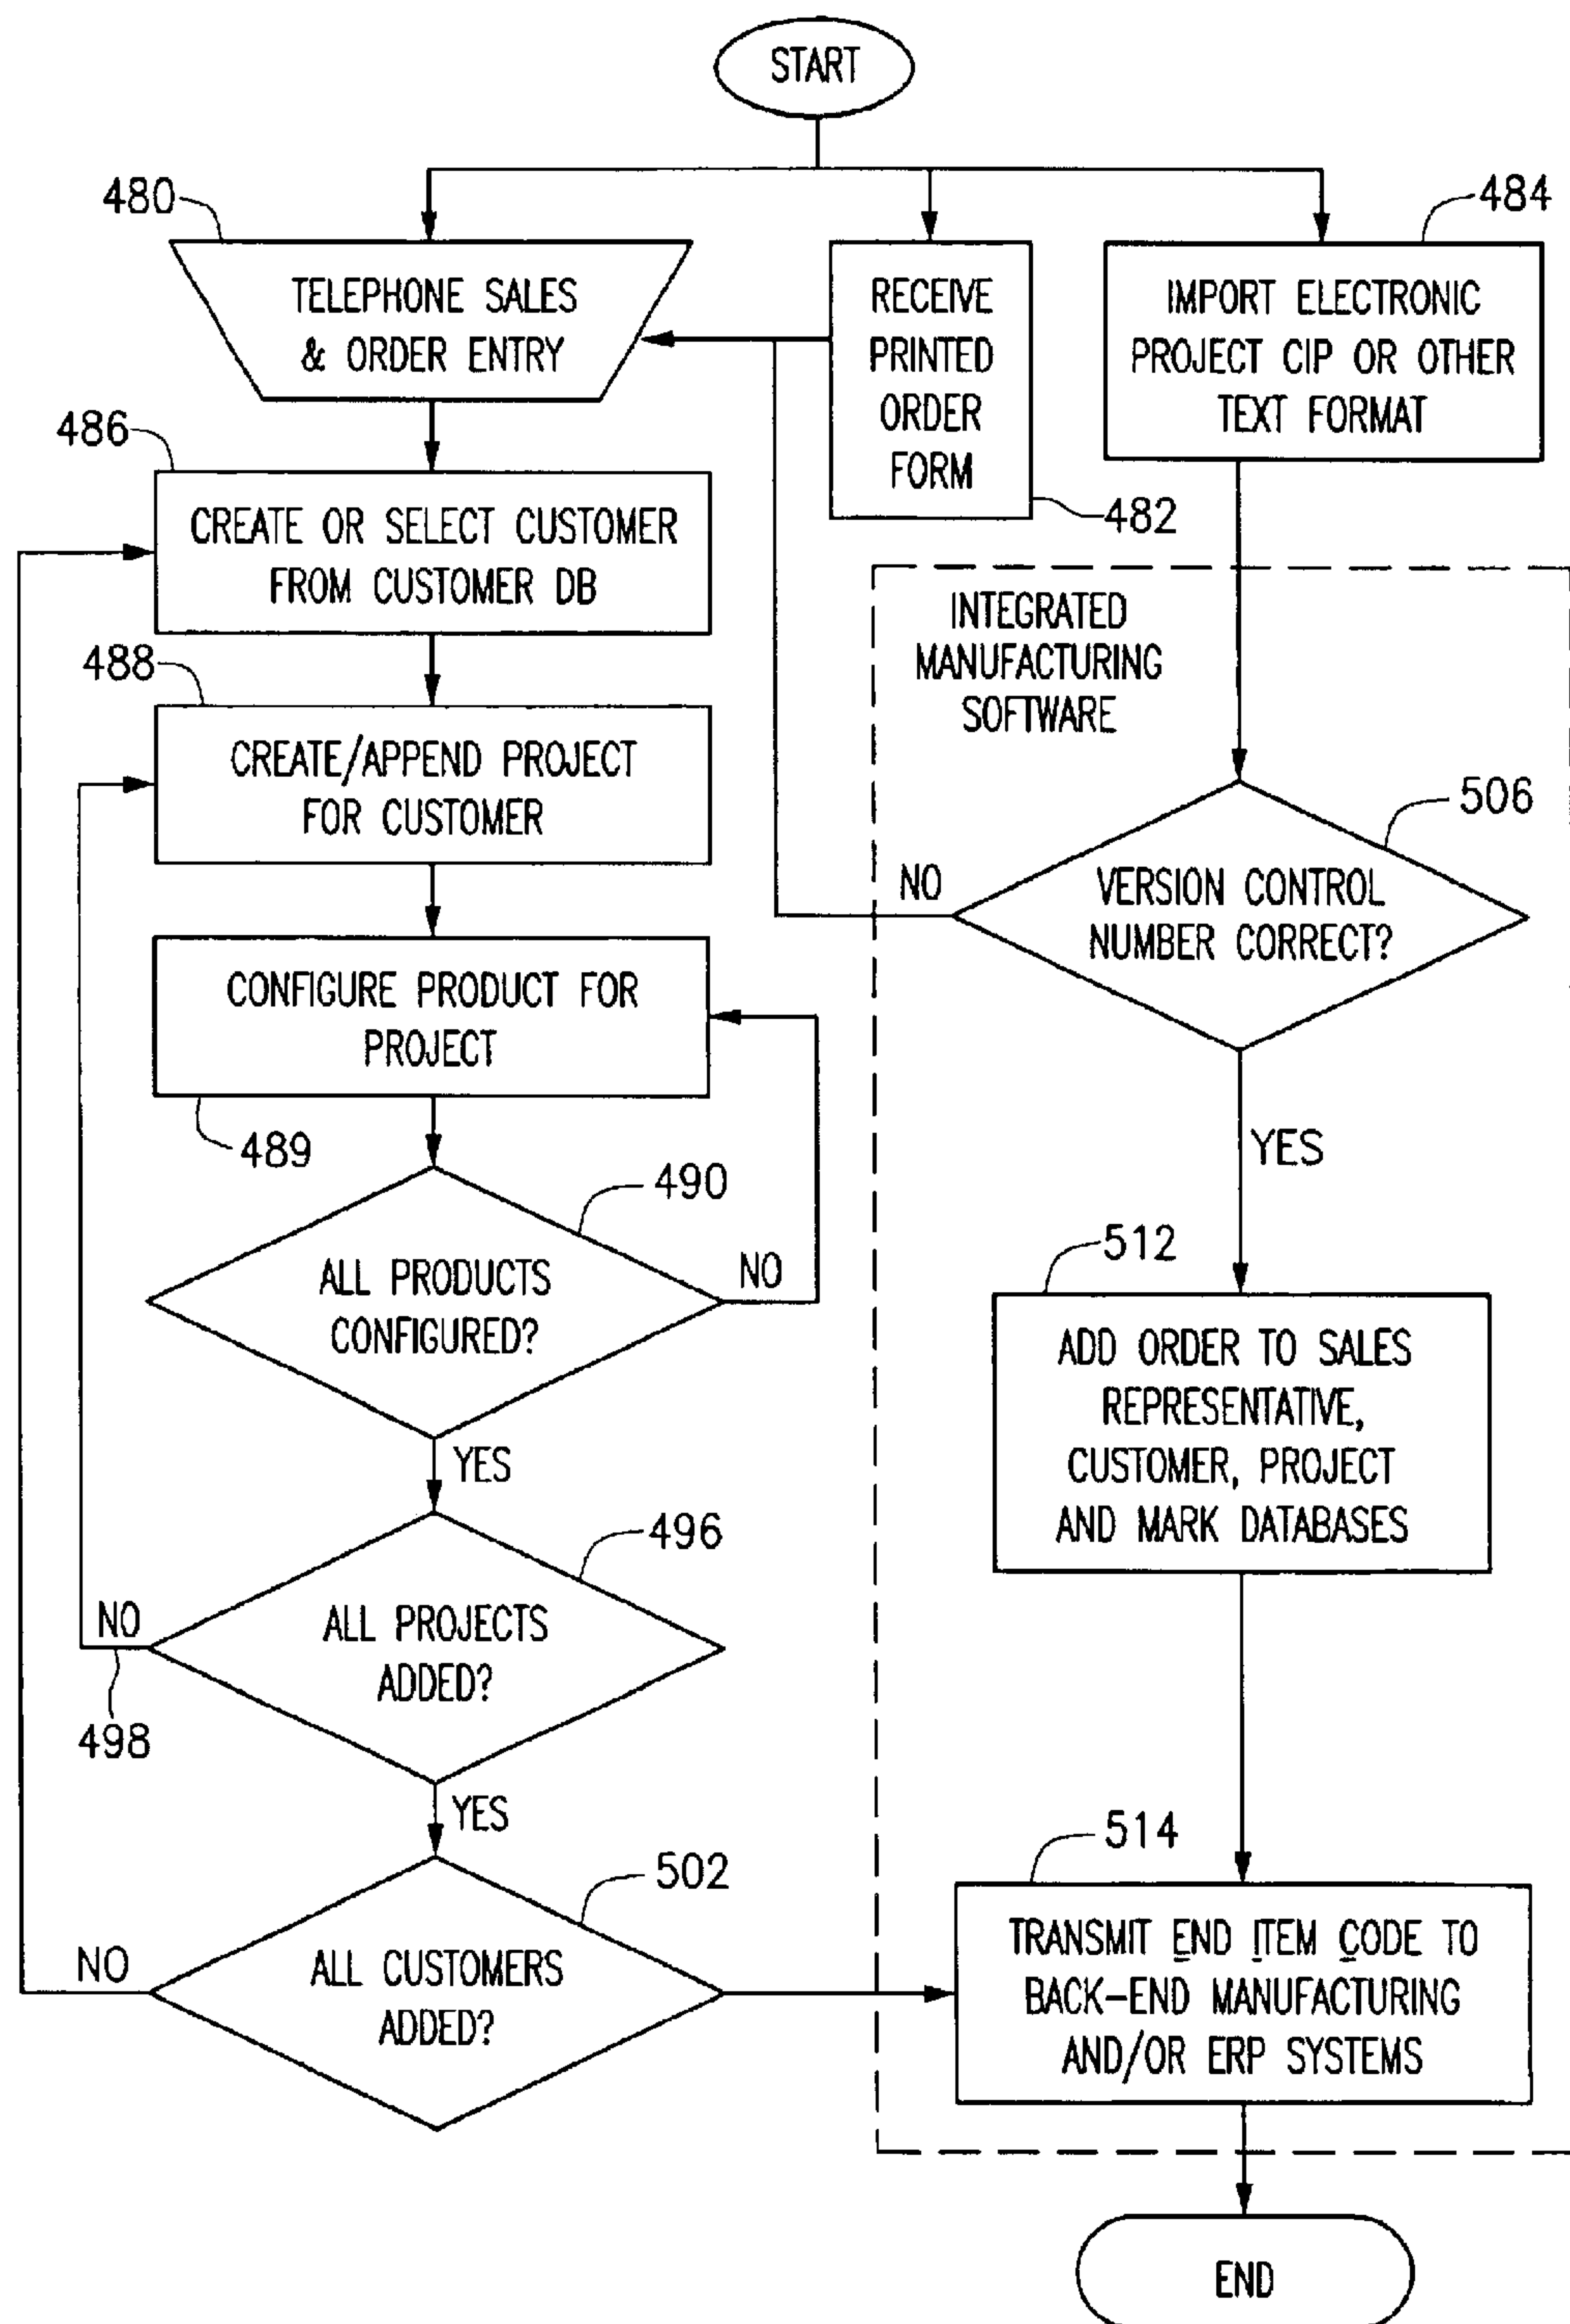 START
480
484
TELEPHONE SALES
& ORDER ENTRY
RECEIVE
PRINTED
ORDER
FORM
482
IMPORT ELECTRONIC
PROJECT CIP OR OTHER
TEXT FORMAT
486
CREATE OR SELECT CUSTOMER
FROM CUSTOMER DB
INTEGRATED
MANUFACTURING
SOFTWARE
488
CREATE/APPEND PROJECT
FOR CUSTOMER
506
NO
VERSION CONTROL
NUMBER CORRECT?
YES
CONFIGURE PRODUCT FOR
PROJECT
489
490
ALL PRODUCTS
CONFIGURED?
NO
YES
512
ADD ORDER TO SALES
REPRESENTATIVE,
CUSTOMER, PROJECT
AND MARK DATABASES
496
ALL PROJECTS
ADDED?
NO
498
YES
502
ALL CUSTOMERS
ADDED?
NO
514
TRANSMIT END ITEM CODE TO
BACK-END MANUFACTURING
AND/OR ERP SYSTEMS
END